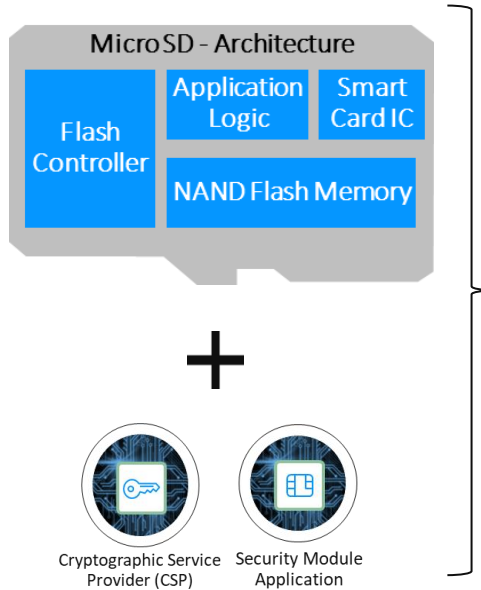 MicroSD - Architecture
Flash
Controller
Application
Logic
Smart
Card IC
NAND Flash Memory
Cryptographic Service
Provider (CSP)
Security Module
Application